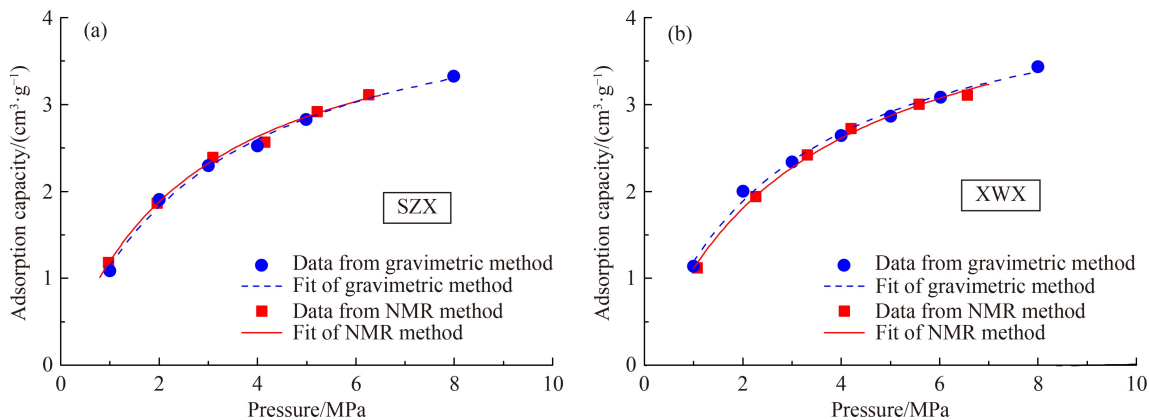 (a)
Adsorption capacity/(cm³·g⁻¹)
4
3
2
1
0
SZX
Data from gravimetric method
Fit of gravimetric method
Data from NMR method
Fit of NMR method
0 2 4 6 8 10
Pressure/MPa
(b)
Adsorption capacity/(cm³·g⁻¹)
4
3
2
1
0
XWX
Data from gravimetric method
Fit of gravimetric method
Data from NMR method
Fit of NMR method
0 2 4 6 8 10
Pressure/MPa